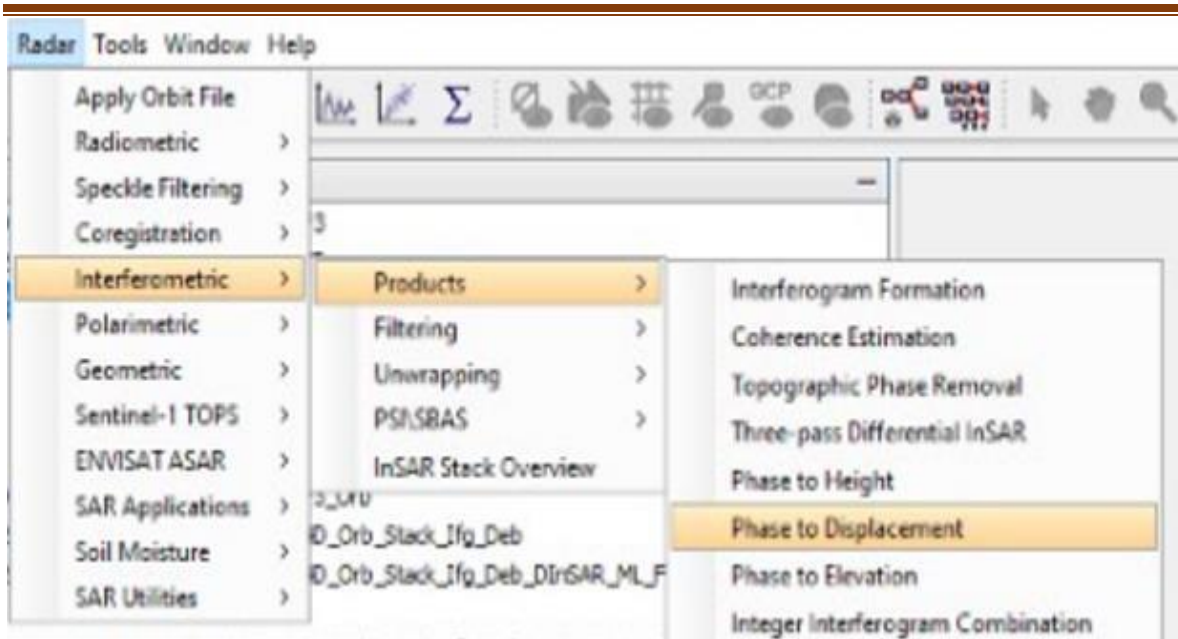 Radar Tools Window Help
Apply Orbit File
Radiometric
Speckle Filtering
Coregistration
Interferometric
Polarimetric
Geometric
Sentinel-1 TOPS
ENVISAT ASAR
SAR Applications
Soil Moisture
SAR Utilities
GCP
Products
Filtering
Unwrapping
PSI\SBAS
InSAR Stack Overview
D_Orb_Stack_Ifg_Deb
D_Orb_Stack_Ifg_Deb_DInSAR_ML_F
Interferogram Formation
Coherence Estimation
Topographic Phase Removal
Three-pass Differential InSAR
Phase to Height
Phase to Displacement
Phase to Elevation
Integer Interferogram Combination